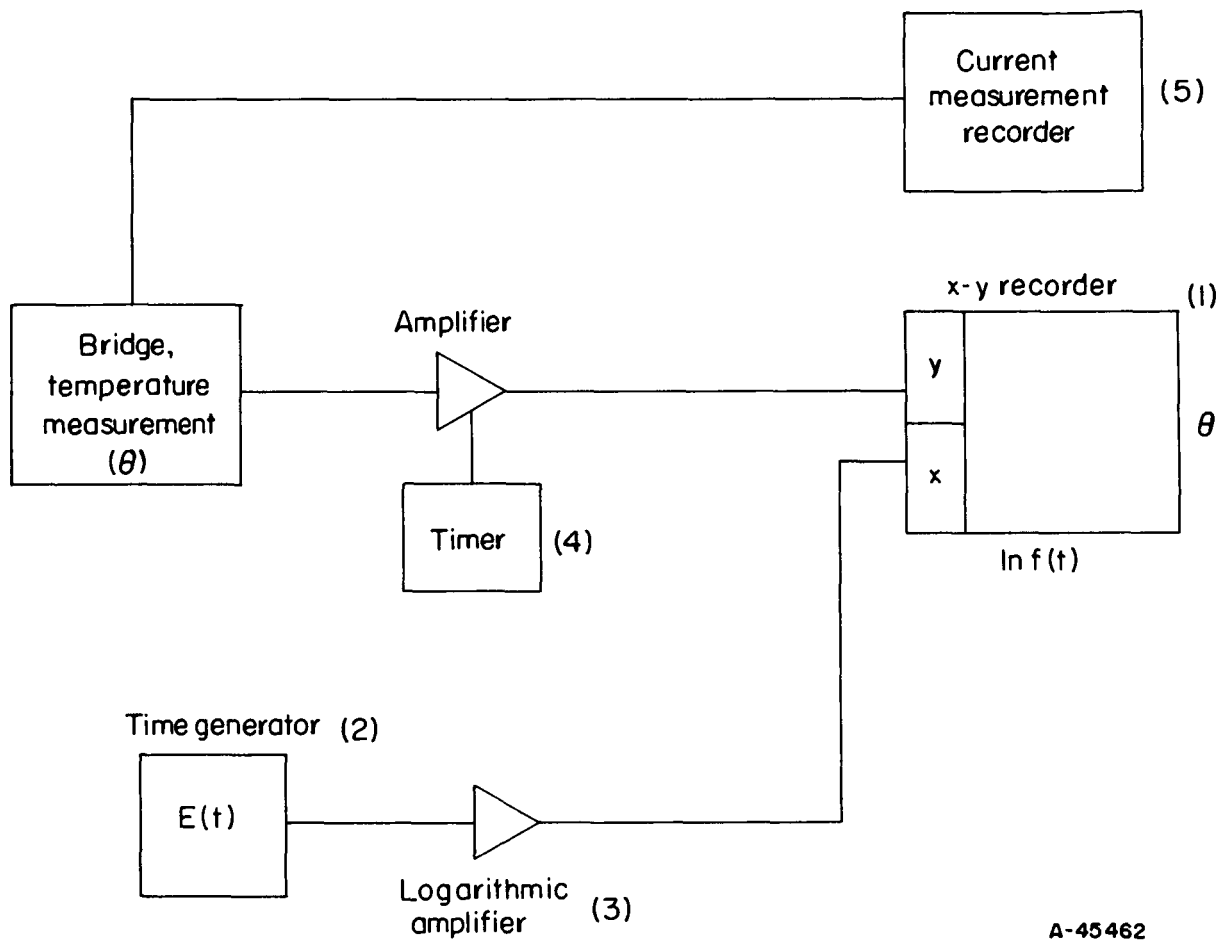 Current
measurement
recorder
(5)
x-y recorder
(1)
Amplifier
Bridge,
temperature
measurement
(θ)
y
θ
x
Timer
(4)
ln f(t)
Time generator (2)
E(t)
Logarithmic
amplifier
(3)
A-45462